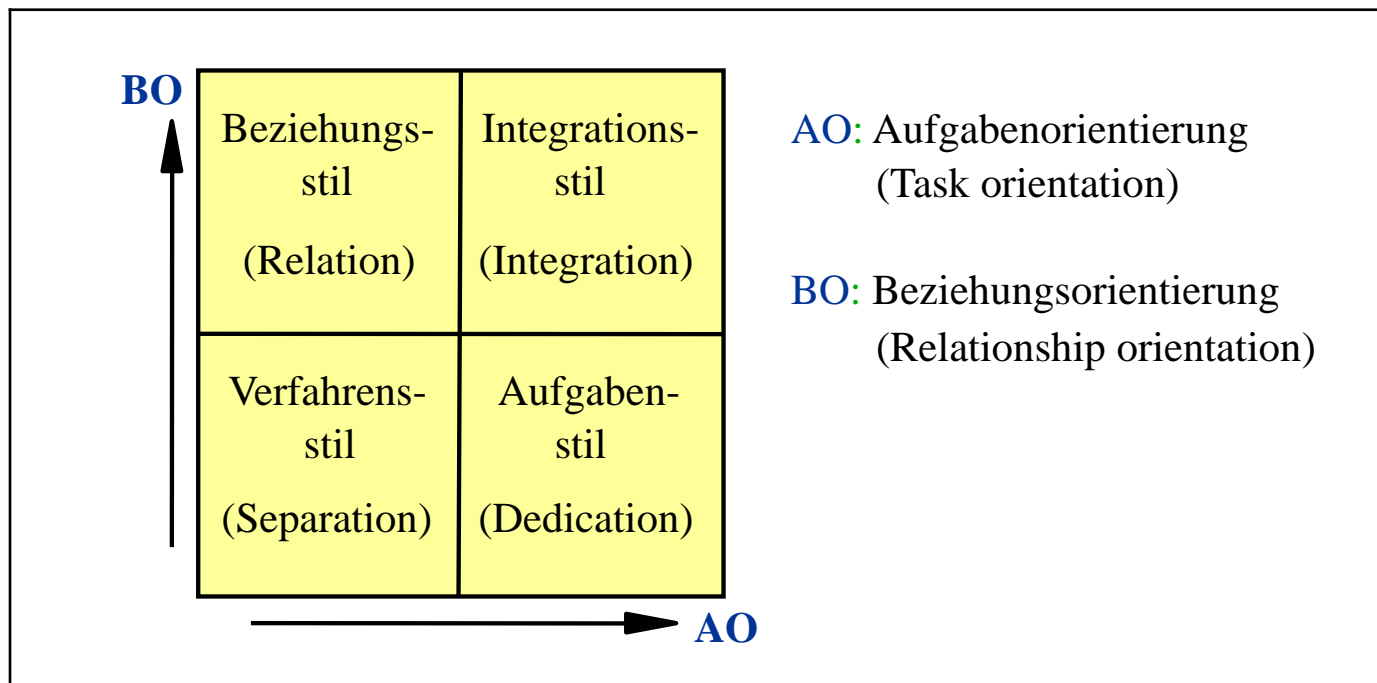 BO
Beziehungs-
stil
(Relation)
Integrations-
stil
(Integration)
Verfahrens-
stil
(Separation)
Aufgaben-
stil
(Dedication)
AO
AO: Aufgabenorientierung
(Task orientation)
BO: Beziehungsorientierung
(Relationship orientation)